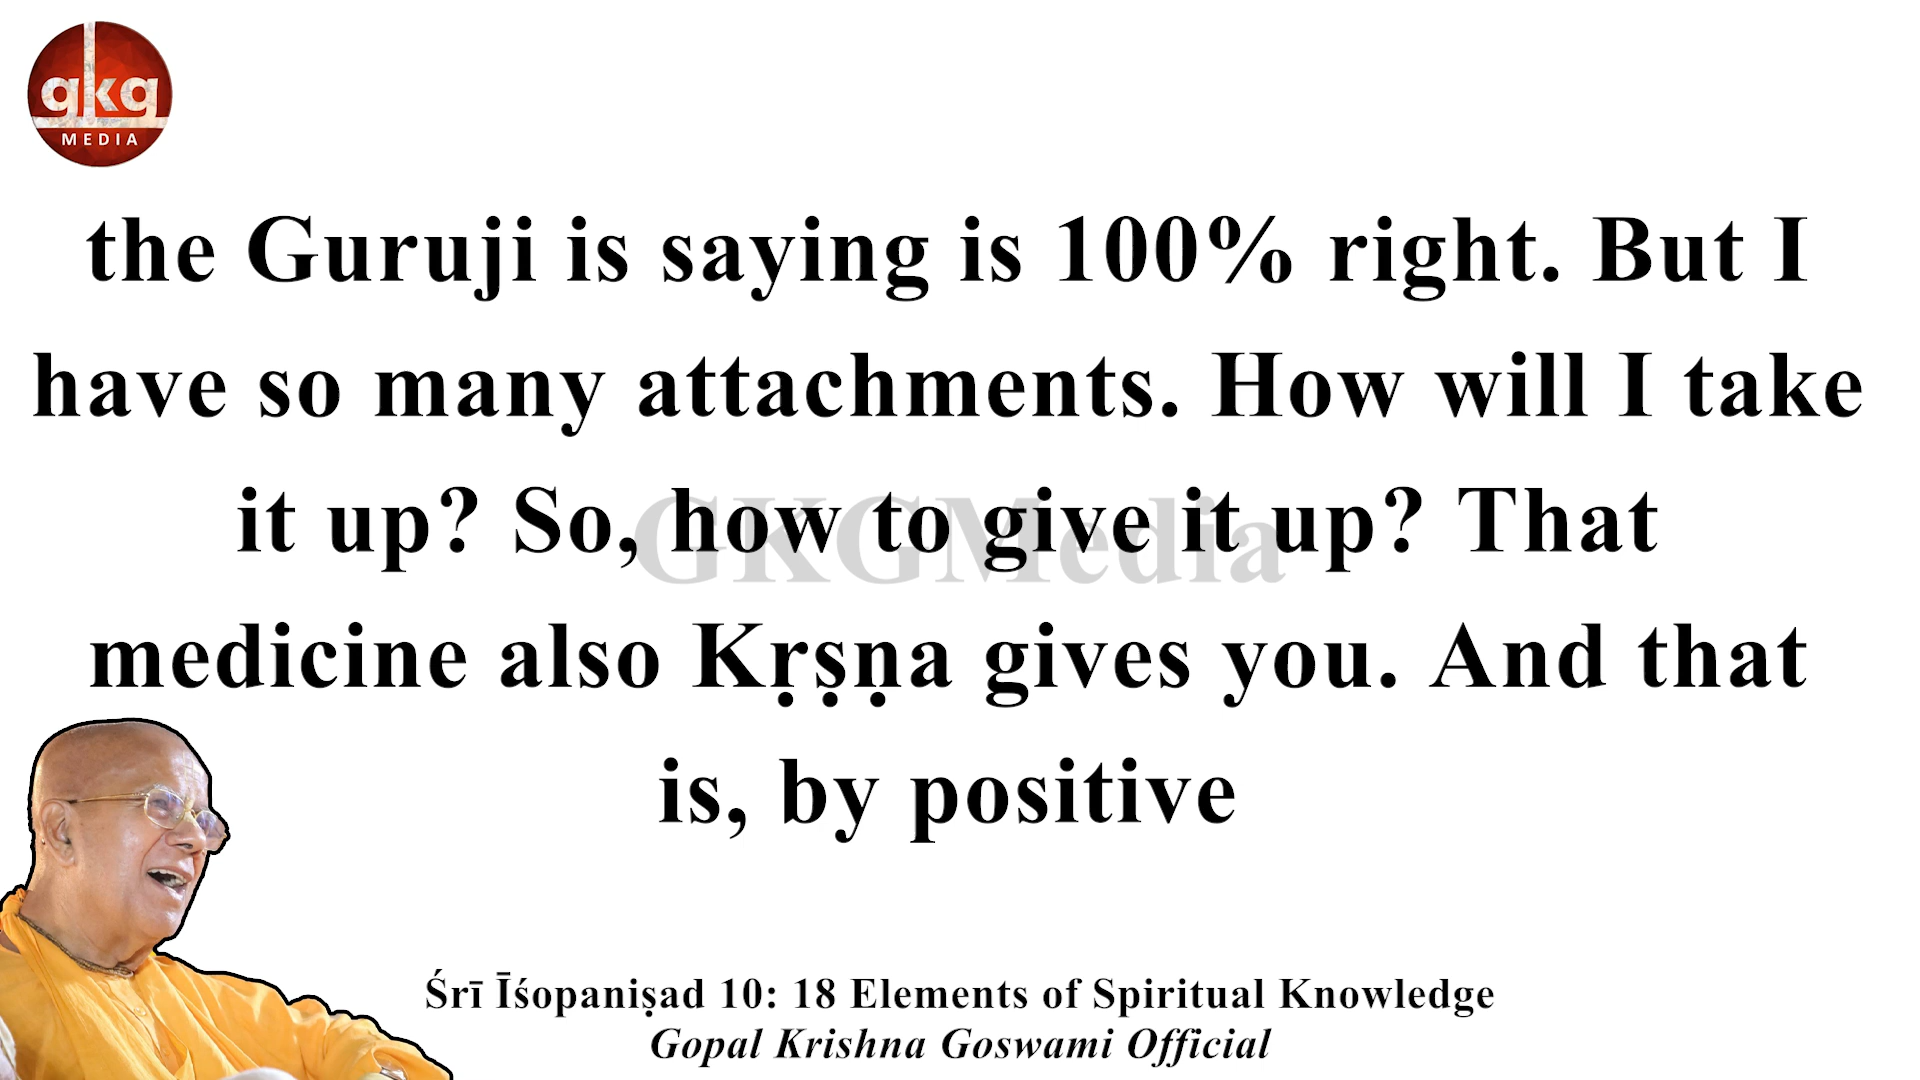 gkg
MEDIA
the Guruji is saying is 100% right. But I
have so many attachments. How will I take
it up? So, how to give it up? That
GKGMedia
medicine also Kṛṣṇa gives you. And that
is, by positive
Śrī Īśopaniṣad 10: 18 Elements of Spiritual Knowledge
Gopal Krishna Goswami Official